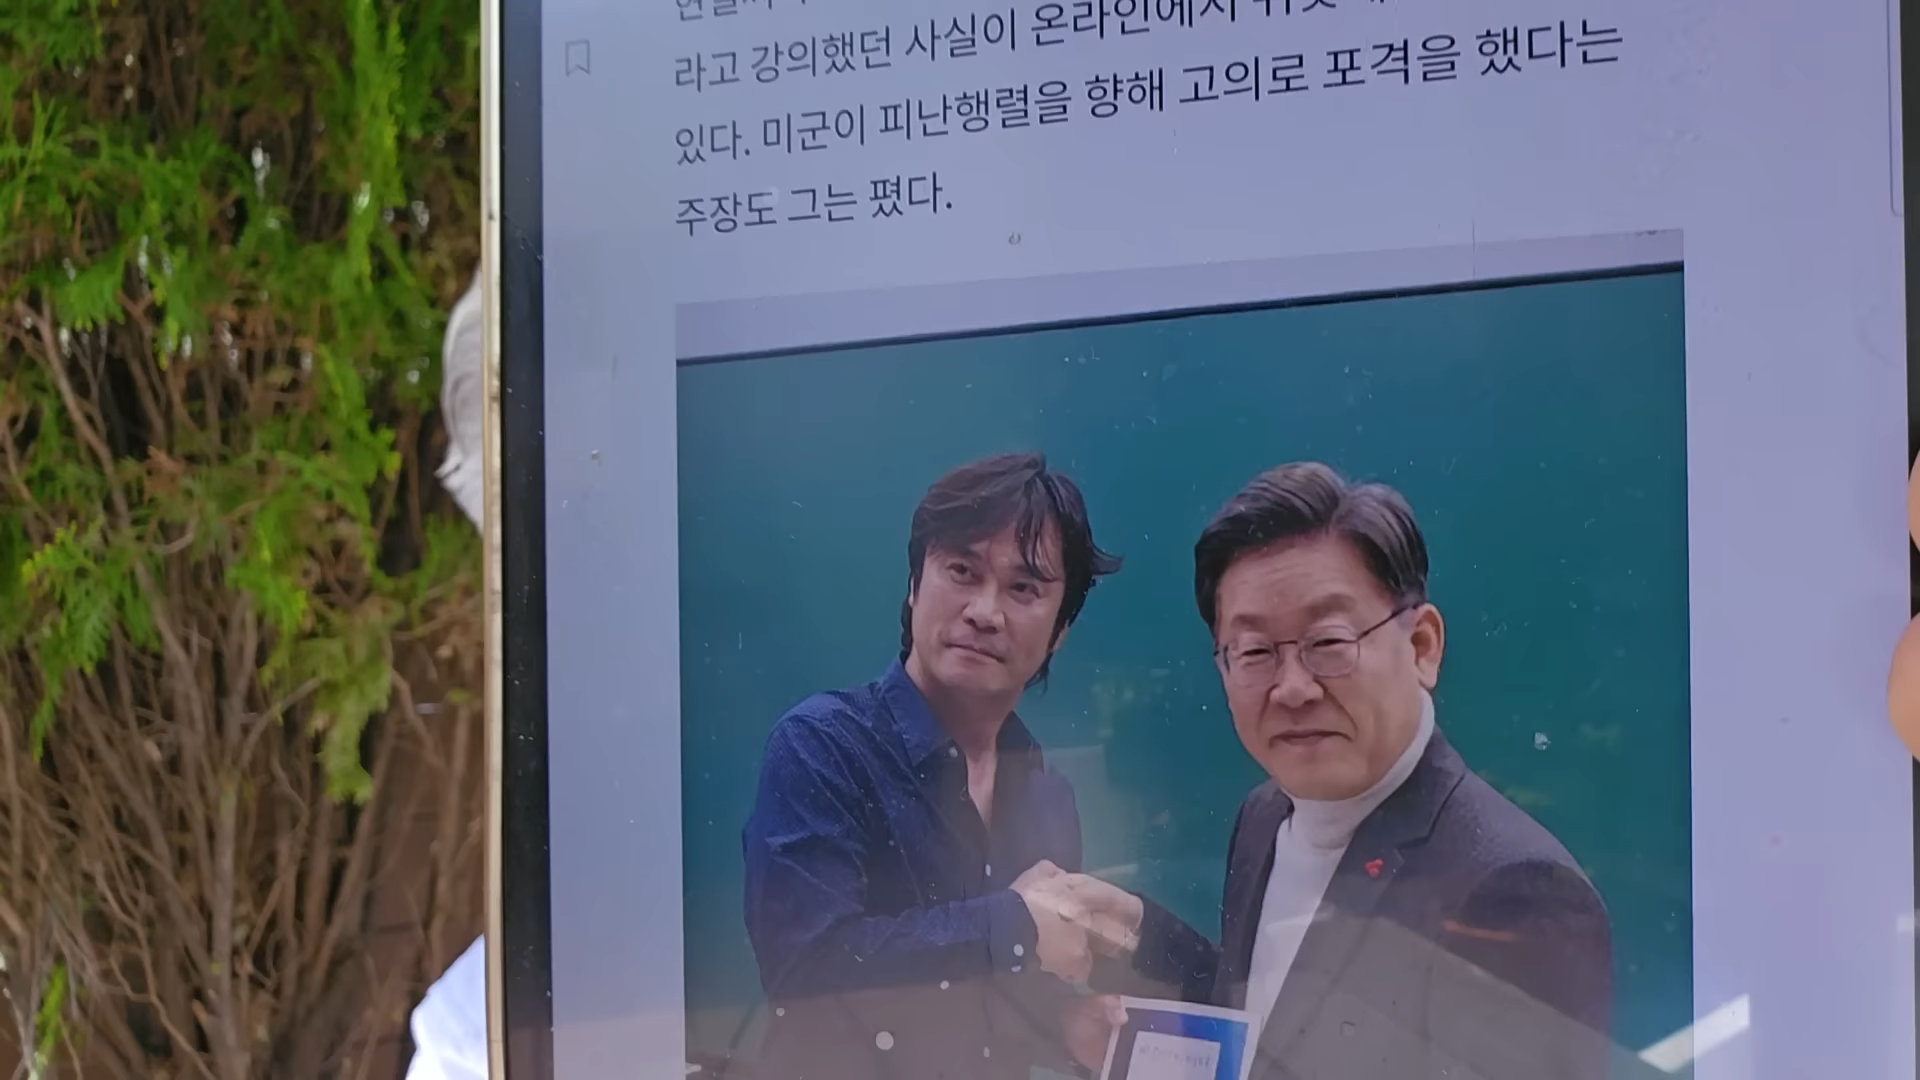 라고 강의했던 사실이 온라인에서
있다. 미군이 피난행렬을 향해 고의로 포격을 했다는
주장도 그는 폈다.